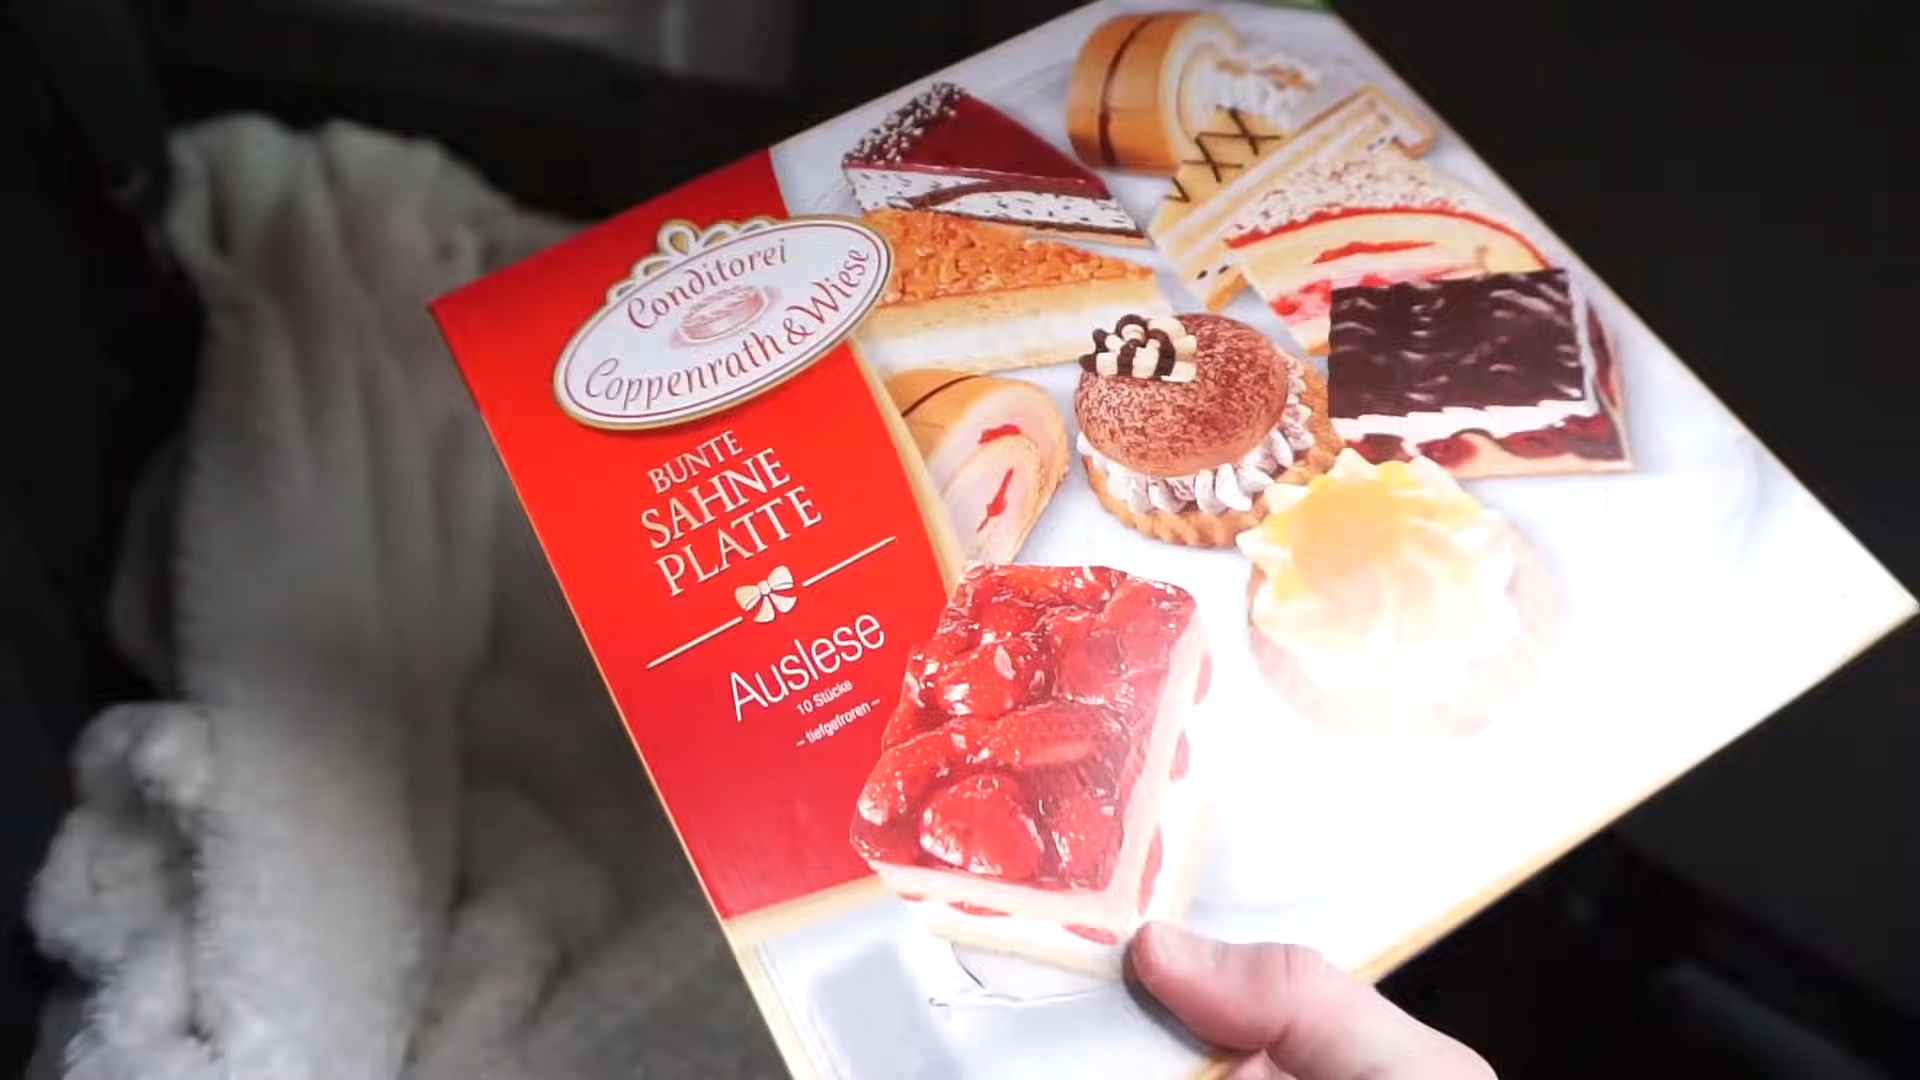 Conditorei
Coppenrath & Wiese
BUNTE
SAHNE
PLATTE
Auslese
10 Stücke
– tiefgefroren –